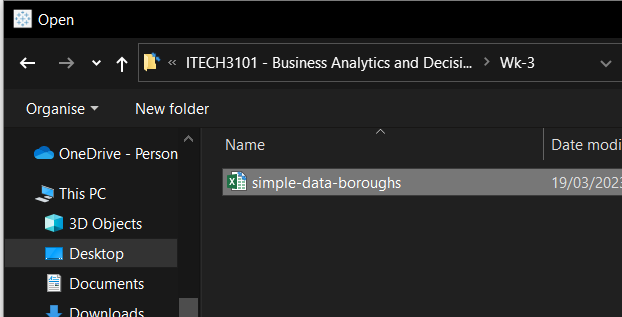 Open
« ITECH3101 - Business Analytics and Decisi... > Wk-3
Organise New folder
Name Date modi
OneDrive - Person
This PC
simple-data-boroughs 19/03/2023
3D Objects
Desktop
Documents
Downloads